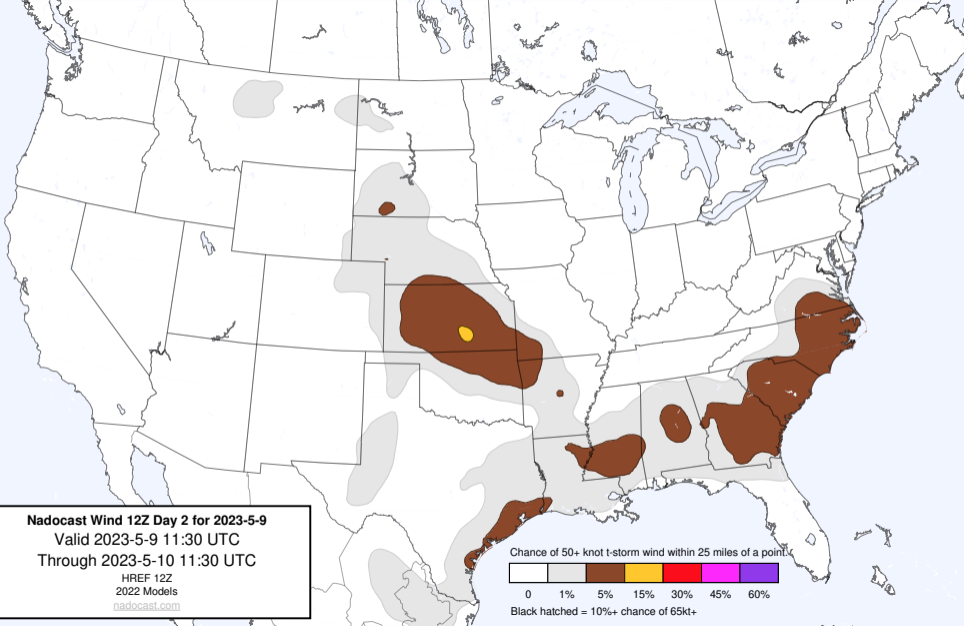 Nadocast Wind 12Z Day 2 for 2023-5-9
Valid 2023-5-9 11:30 UTC
Through 2023-5-10 11:30 UTC
HREF 12Z
2022 Models
nadocast.com
Chance of 50+ knot t-storm wind within 25 miles of a point.
0 1% 5% 15% 30% 45% 60%
Black hatched = 10%+ chance of 65kt+